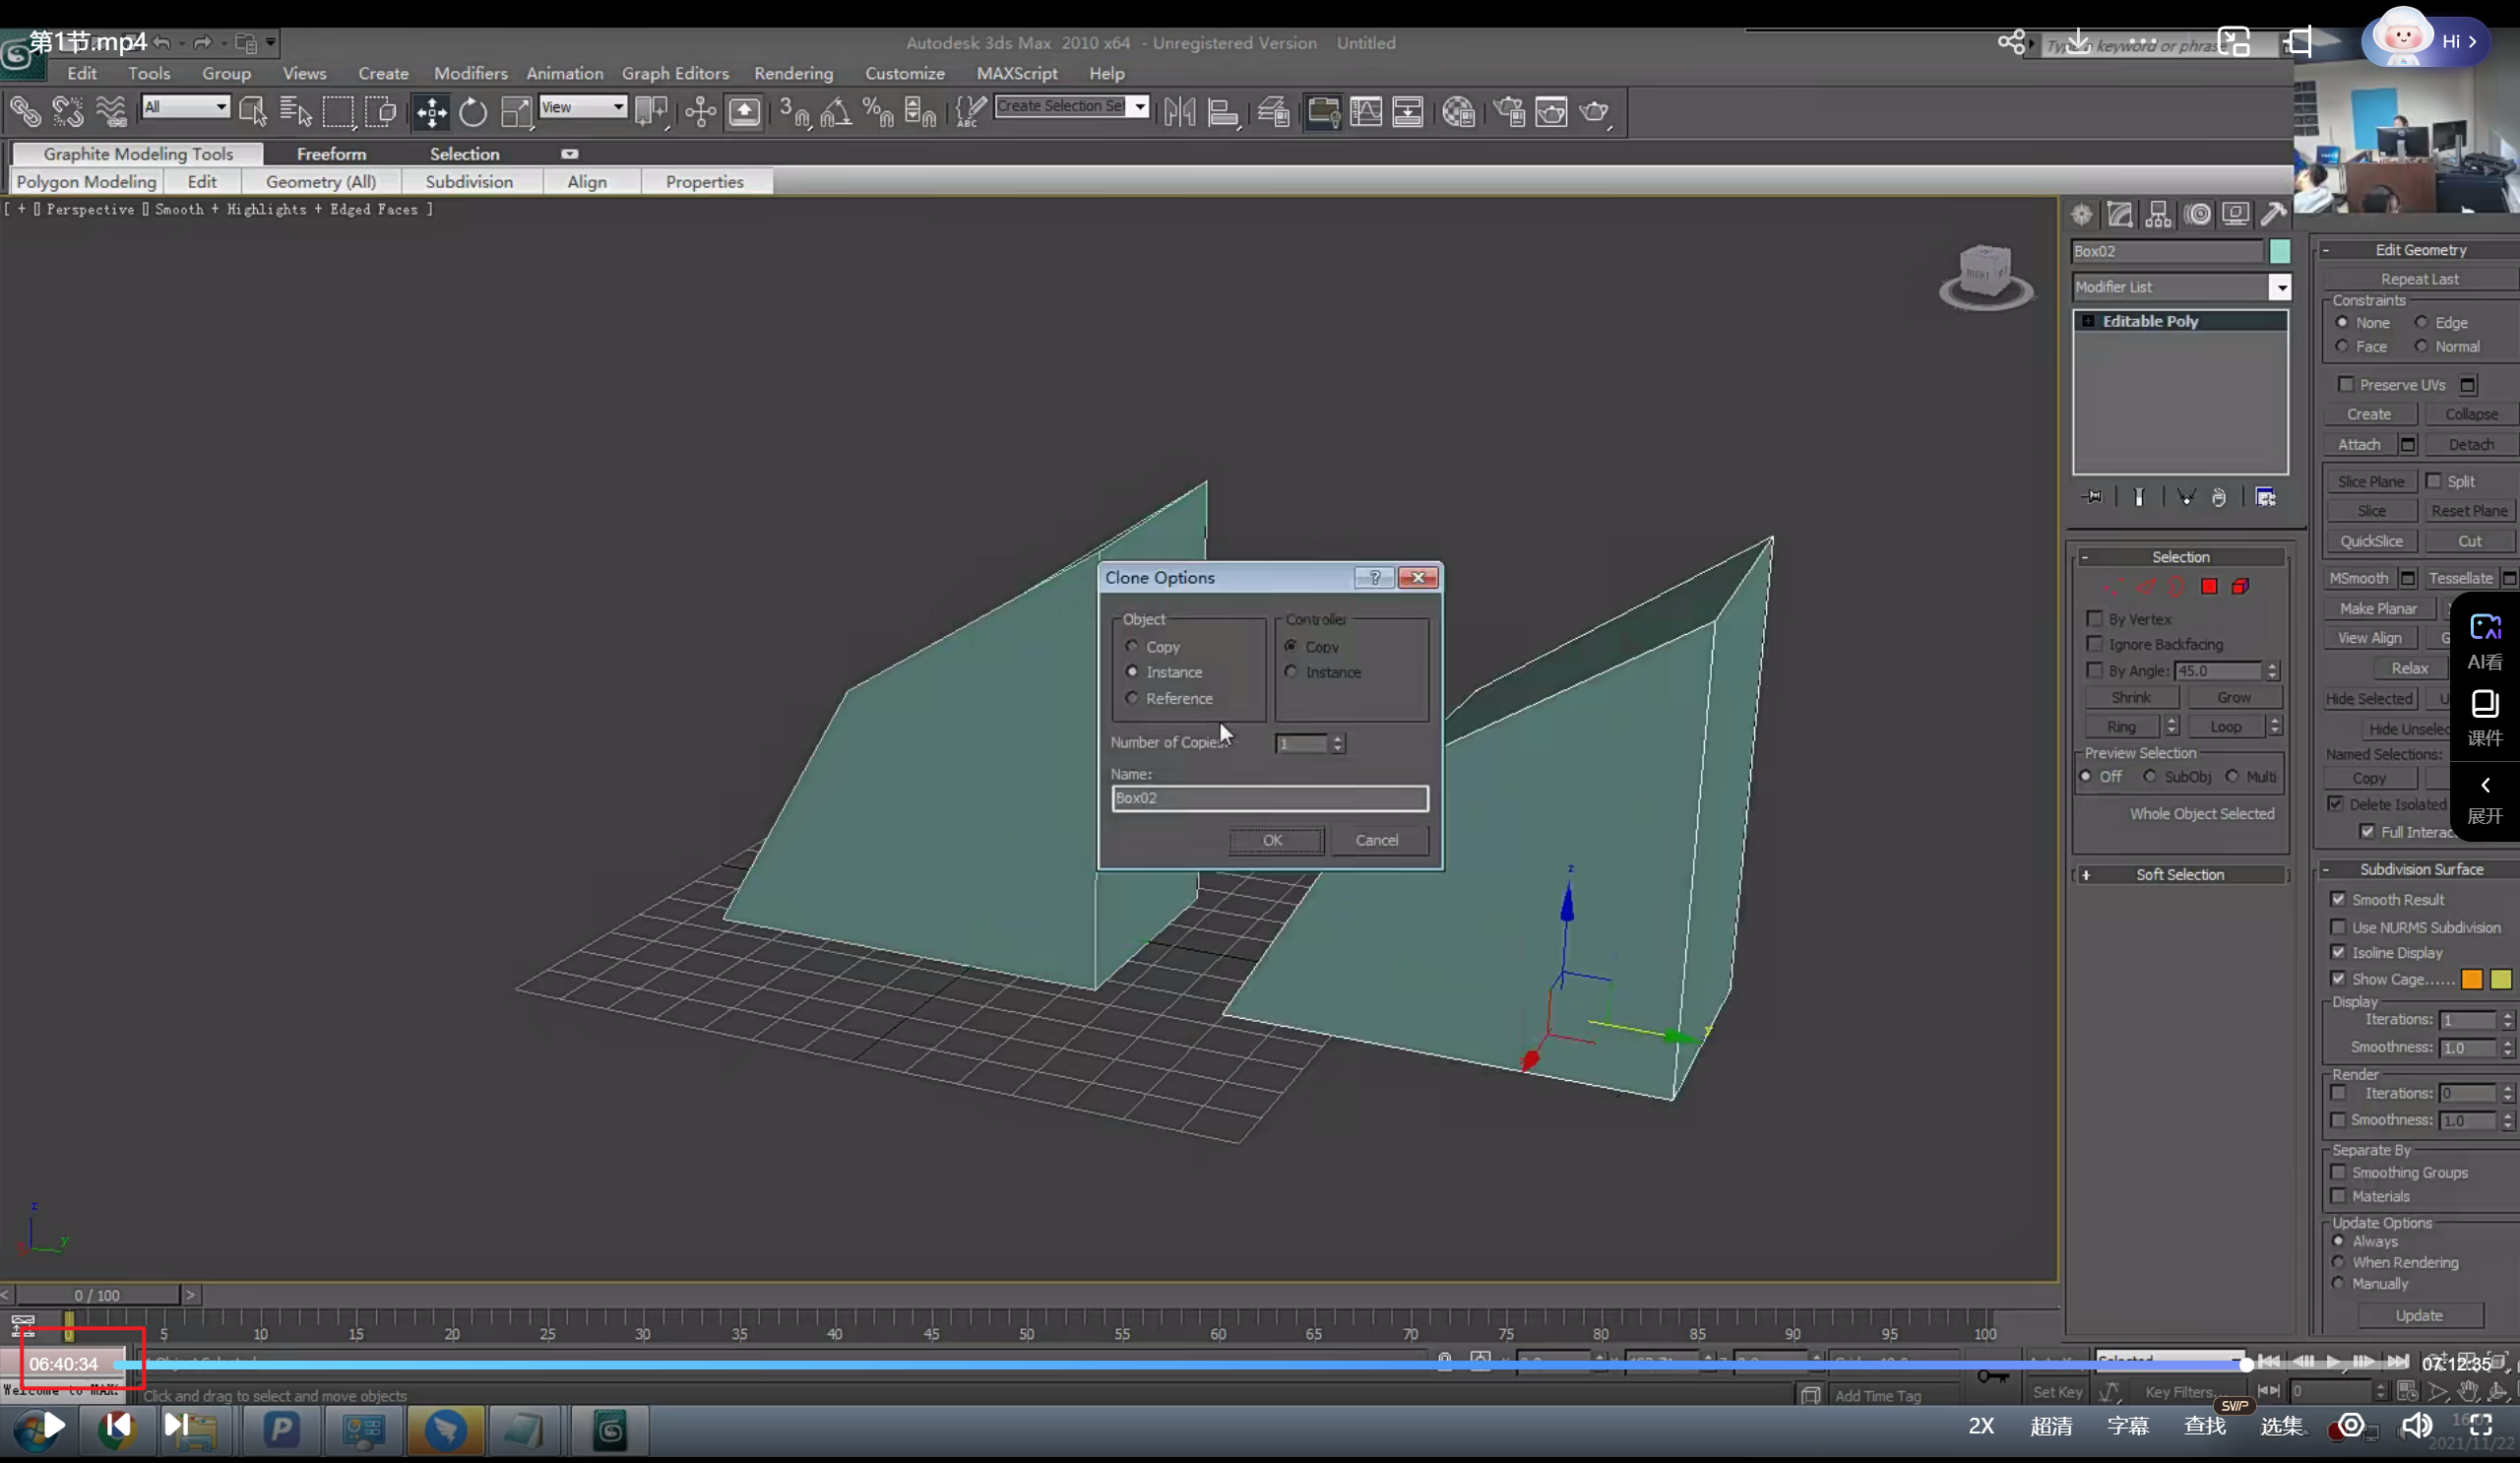 第1节.mp4
Autodesk 3ds Max 2010 x64 - Unregistered Version Untitled
Type a keyword or phrase
Hi >
Edit Tools Group Views Create Modifiers Animation Graph Editors Rendering Customize MAXScript Help
All
View
Create Selection Se
Graphite Modeling Tools Freeform Selection
Polygon Modeling Edit Geometry (All) Subdivision Align Properties
[ + [] Perspective [] Smooth + Highlights + Edged Faces ]
RIGHT
Box02
Modifier List
Editable Poly
Selection
By Vertex
Ignore Backfacing
By Angle: 45.0
Shrink Grow
Ring Loop
Preview Selection
Off SubObj Multi
Whole Object Selected
+ Soft Selection
- Edit Geometry
Repeat Last
Constraints
None Edge
Face Normal
Preserve UVs
Create Collapse
Attach Detach
Slice Plane Split
Slice Reset Plane
QuickSlice Cut
MSmooth Tessellate
Make Planar
View Align
Relax
Hide Selected
Hide Unselec
Named Selections:
Copy
Delete Isolated
Full Interac
AI看
课件
展开
- Subdivision Surface
Smooth Result
Use NURMS Subdivision
Isoline Display
Show Cage......
Display
Iterations: 1
Smoothness: 1.0
Render
Iterations: 0
Smoothness: 1.0
Separate By
Smoothing Groups
Materials
Update Options
Always
When Rendering
Manually
Update
Clone Options
Object Controller
Copy Copy
Instance Instance
Reference
Number of Copies: 1
Name:
Box02
OK Cancel
z
y
z
y
< 0 / 100 >
0 5 10 15 20 25 30 35 40 45 50 55 60 65 70 75 80 85 90 95 100
06:40:34
07:12:35
Selected
Welcome to MAX:
Click and drag to select and move objects
Add Time Tag
Set Key Key Filters... 0
SVIP
2X 超清 字幕 查找 选集
2021/11/22